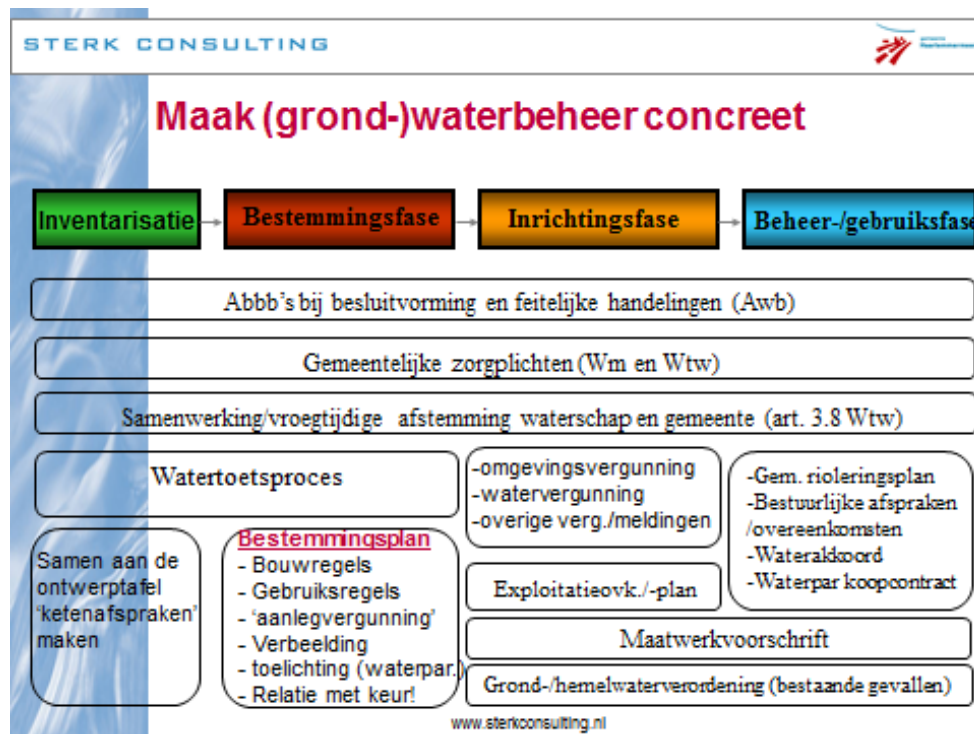 STERK CONSULTING
Maak (grond-)waterbeheer concreet
Inventarisatie
Bestemmingsfase
Inrichtingsfase
Beheer-/gebruiksfase
Abbb's bij besluitvorming en feitelijke handelingen (Awb)
Gemeentelijke zorgplichten (Wm en Wtw)
Samenwerking/vroegtijdige afstemming waterschap en gemeente (art. 3.8 Wtw)
Watertoetsproces
-omgevingsvergunning
-watervergunning
-overige verg./meldingen
-Gem. rioleringsplan
-Bestuurlijke afspraken
/overeenkomsten
-Waterakkoord
-Waterpar koopcontract
Samen aan de
ontwerptafel
'ketenafspraken'
maken
Bestemmingsplan
- Bouwregels
- Gebruiksregels
- 'aanlegvergunning'
- Verbeelding
- toelichting (waterpar.)
- Relatie met keur!
Exploitatieovk./-plan
Maatwerkvoorschrift
Grond-/hemelwaterverordening (bestaande gevallen)
www.sterkconsulting.nl